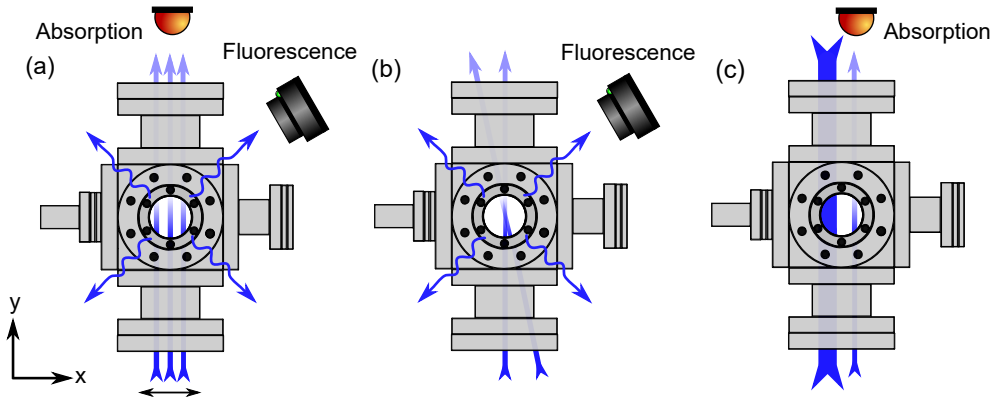 Absorption
Fluorescence
(a)
y
x
(b)
Fluorescence
(c)
Absorption